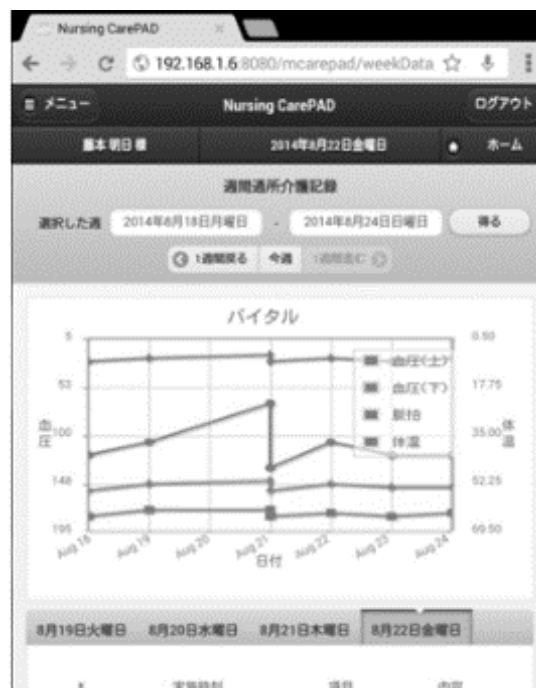 Nursing CarePAD
192.168.1.6:8080/mcarepad/weekData
メニュー Nursing CarePAD ログアウト
藤本 明日 様 2014年8月22日金曜日 ホーム
週間通所介護記録
選択した週 2014年8月18日月曜日 - 2014年8月24日日曜日 得る
1週間戻る 今週 1週間進む
バイタル
5 0.50
53 17.75
100 35.00
148 52.25
195 69.50
血圧
体温
血圧(土)
血圧(下)
脈拍
体温
Aug 18 Aug 19 Aug 20 Aug 21 Aug 22 Aug 23 Aug 24
日付
8月19日火曜日 8月20日水曜日 8月21日木曜日 8月22日金曜日
実施時刻 項目 内容